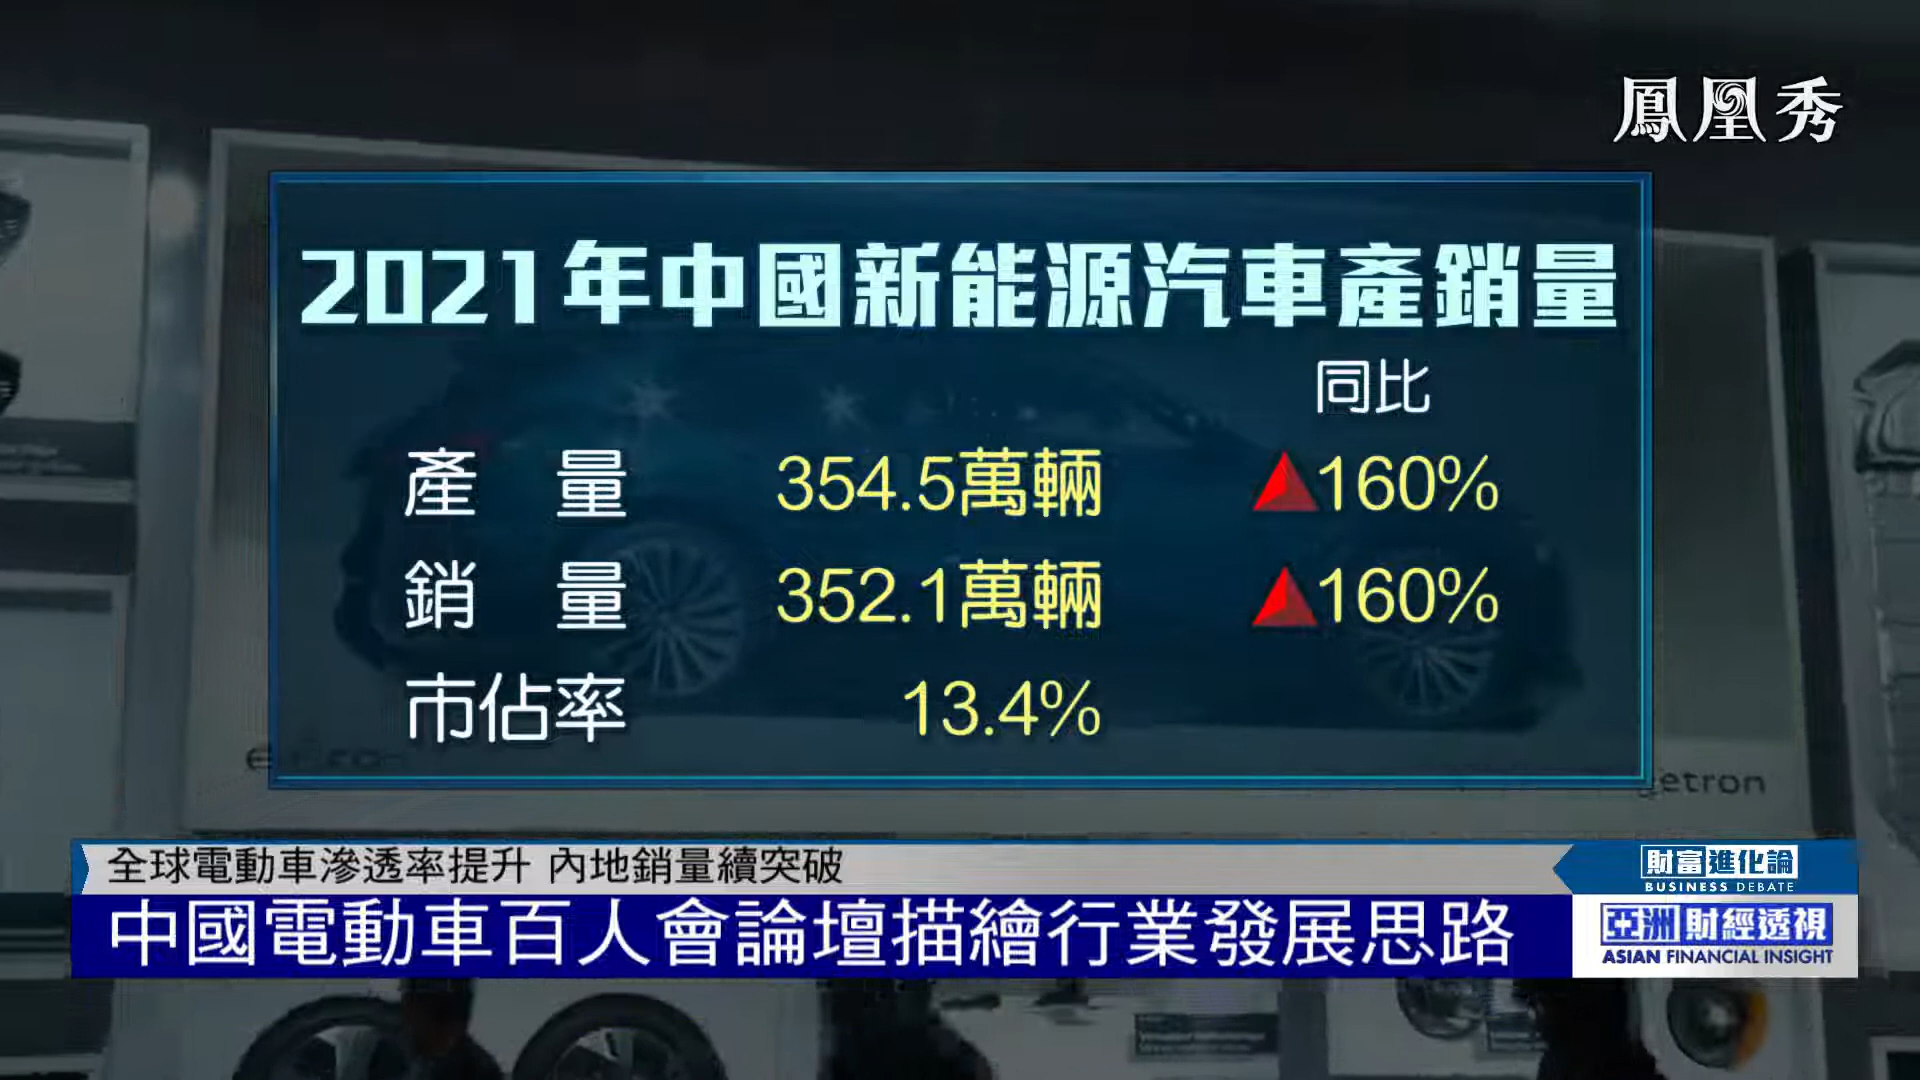 鳳凰秀
2021年中國新能源汽車產銷量
同比
產 量 354.5萬輛 ▲160%
銷 量 352.1萬輛 ▲160%
市佔率 13.4%
etron
全球電動車滲透率提升 內地銷量續突破
財富進化論
BUSINESS DEBATE
中國電動車百人會論壇描繪行業發展思路
亞洲財經透視
ASIAN FINANCIAL INSIGHT